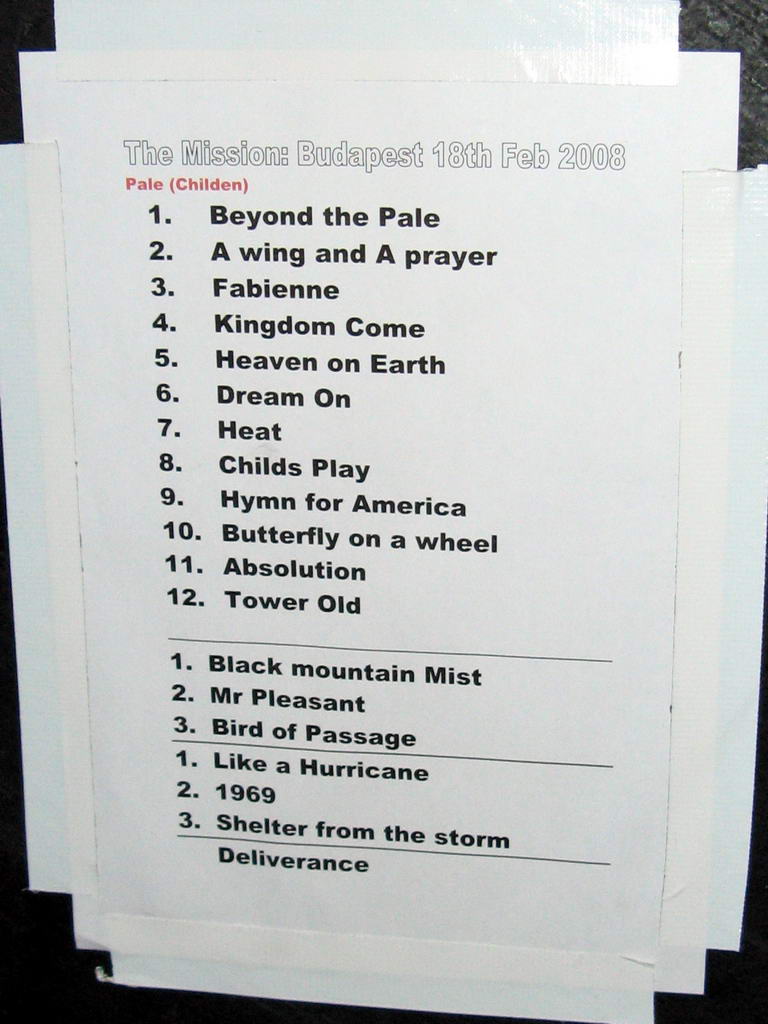 The Mission: Budapest 18th Feb 2008
Pale (Childen)
1. Beyond the Pale
2. A wing and A prayer
3. Fabienne
4. Kingdom Come
5. Heaven on Earth
6. Dream On
7. Heat
8. Childs Play
9. Hymn for America
10. Butterfly on a wheel
11. Absolution
12. Tower Old
1. Black mountain Mist
2. Mr Pleasant
3. Bird of Passage
1. Like a Hurricane
2. 1969
3. Shelter from the storm
Deliverance